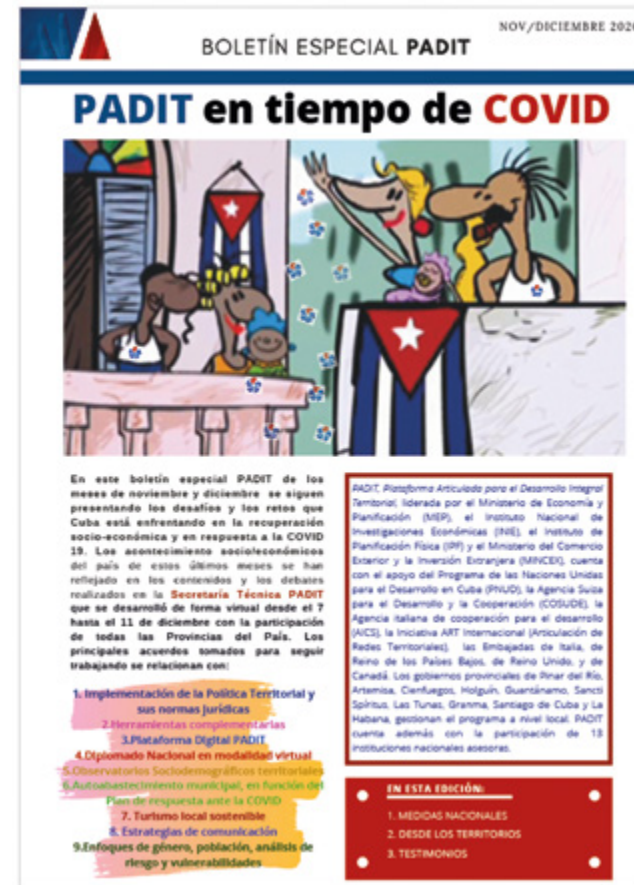 NOV/DICIEMBRE 2020
BOLETÍN ESPECIAL PADIT
PADIT en tiempo de COVID
En este boletín especial PADIT de los
meses de noviembre y diciembre se siguen
presentando los desafíos y los retos que
Cuba está enfrentando en la recuperación
socio-económica y en respuesta a la COVID
19. Los acontecimiento socio/económicos
del país de estos últimos meses se han
reflejado en los contenidos y los debates
realizados en la Secretaría Técnica PADIT
que se desarrolló de forma virtual desde el 7
hasta el 11 de diciembre con la participación
de todas las Provincias del País. Los
principales acuerdos tomados para seguir
trabajando se relacionan con:
1. Implementación de la Política Territorial y
sus normas jurídicas
2.Herramientas complementarias
3.Plataforma Digital PADIT
4.Diplomado Nacional en modalidad virtual
5.Observatorios Sociodemográficos territoriales
6.Autoabastecimiento municipal, en función del
Plan de respuesta ante la COVID
7. Turismo local sostenible
8. Estrategias de comunicación
9.Enfoques de género, población, análisis de
riesgo y vulnerabilidades
PADIT, Plataforma Articulada para el Desarrollo Integral
Territorial, liderada por el Ministerio de Economía y
Planificación (MEP), el Instituto Nacional de
Investigaciones Económicas (INIE), el Instituto de
Planificación Física (IPF) y el Ministerio del Comercio
Exterior y la Inversión Extranjera (MINCEX), cuenta
con el apoyo del Programa de las Naciones Unidas
para el Desarrollo en Cuba (PNUD), la Agencia Suiza
para el Desarrollo y la Cooperación (COSUDE), la
Agencia italiana de cooperación para el desarrollo
(AICS), la Iniciativa ART Internacional (Articulación de
Redes Territoriales), las Embajadas de Italia, de
Reino de los Países Bajos, de Reino Unido, y de
Canadá. Los gobiernos provinciales de Pinar del Río,
Artemisa, Cienfuegos, Holguín, Guantánamo, Sancti
Spíritus, Las Tunas, Granma, Santiago de Cuba y La
Habana, gestionan el programa a nivel local. PADIT
cuenta además con la participación de 13
instituciones nacionales asesoras.
EN ESTA EDICIÓN:
1. MEDIDAS NACIONALES
2. DESDE LOS TERRITORIOS
3. TESTIMONIOS